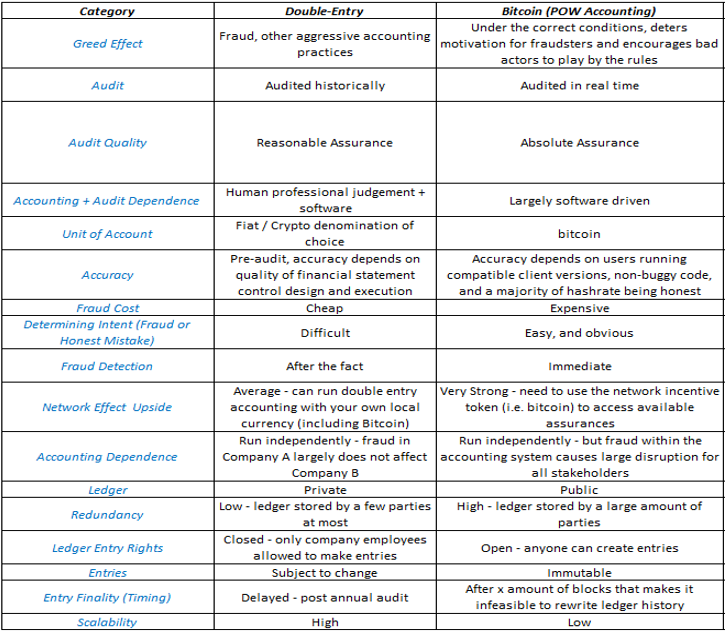 Category Double-Entry Bitcoin (POW Accounting)
Greed Effect
Fraud, other aggressive accounting
practices
Under the correct conditions, deters
motivation for fraudsters and encourages bad
actors to play by the rules
Audit Audited historically Audited in real time
Audit Quality Reasonable Assurance Absolute Assurance
Accounting + Audit Dependence
Human professional judgement +
software
Largely software driven
Unit of Account
Fiat / Crypto denomination of
choice
bitcoin
Accuracy
Pre-audit, accuracy depends on
quality of financial statement
control design and execution
Accuracy depends on users running
compatible client versions, non-buggy code,
and a majority of hashrate being honest
Fraud Cost Cheap Expensive
Determining Intent (Fraud or
Honest Mistake)
Difficult
Easy, and obvious
Fraud Detection After the fact Immediate
Network Effect Upside
Average - can run double entry
accounting with your own local
currency (including Bitcoin)
Very Strong - need to use the network incentive
token (i.e. bitcoin) to access available
assurances
Accounting Dependence
Run independently - fraud in
Company A largely does not affect
Company B
Run independently - but fraud within the
accounting system causes large disruption for
all stakeholders
Ledger Private Public
Redundancy
Low - ledger stored by a few parties
at most
High - ledger stored by a large amount of
parties
Ledger Entry Rights
Closed - only company employees
allowed to make entries
Open - anyone can create entries
Entries Subject to change Immutable
Entry Finality (Timing)
Delayed - post annual audit
After x amount of blocks that makes it
infeasible to rewrite ledger history
Scalability High Low